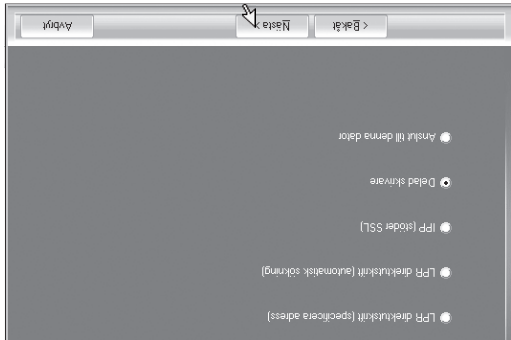 LPR direktutskrift (specificera adress)
LPR direktutskrift (automatisk sökning)
IPP (stöder SSL)
Delad skrivare
Anslut till denna dator
< Bakåt
Nästa >
Avbryt